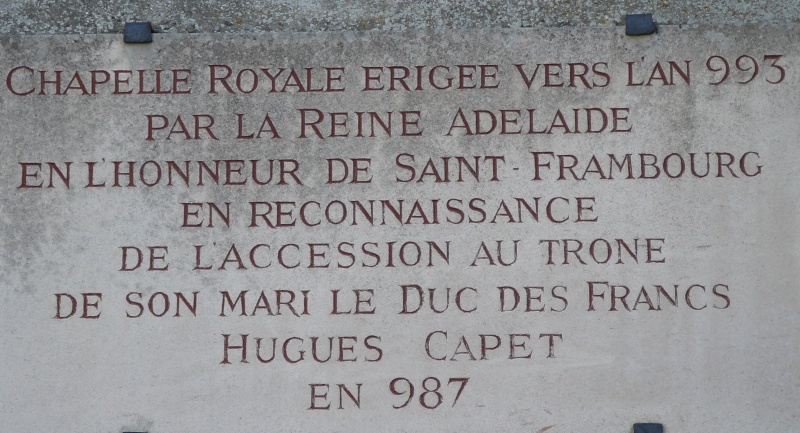 CHAPELLE ROYALE ERIGEE VERS L'AN 993
PAR LA REINE ADELAIDE
EN L'HONNEUR DE SAINT-FRAMBOURG
EN RECONNAISSANCE
DE L'ACCESSION AU TRONE
DE SON MARI LE DUC DES FRANCS
HUGUES CAPET
EN 987